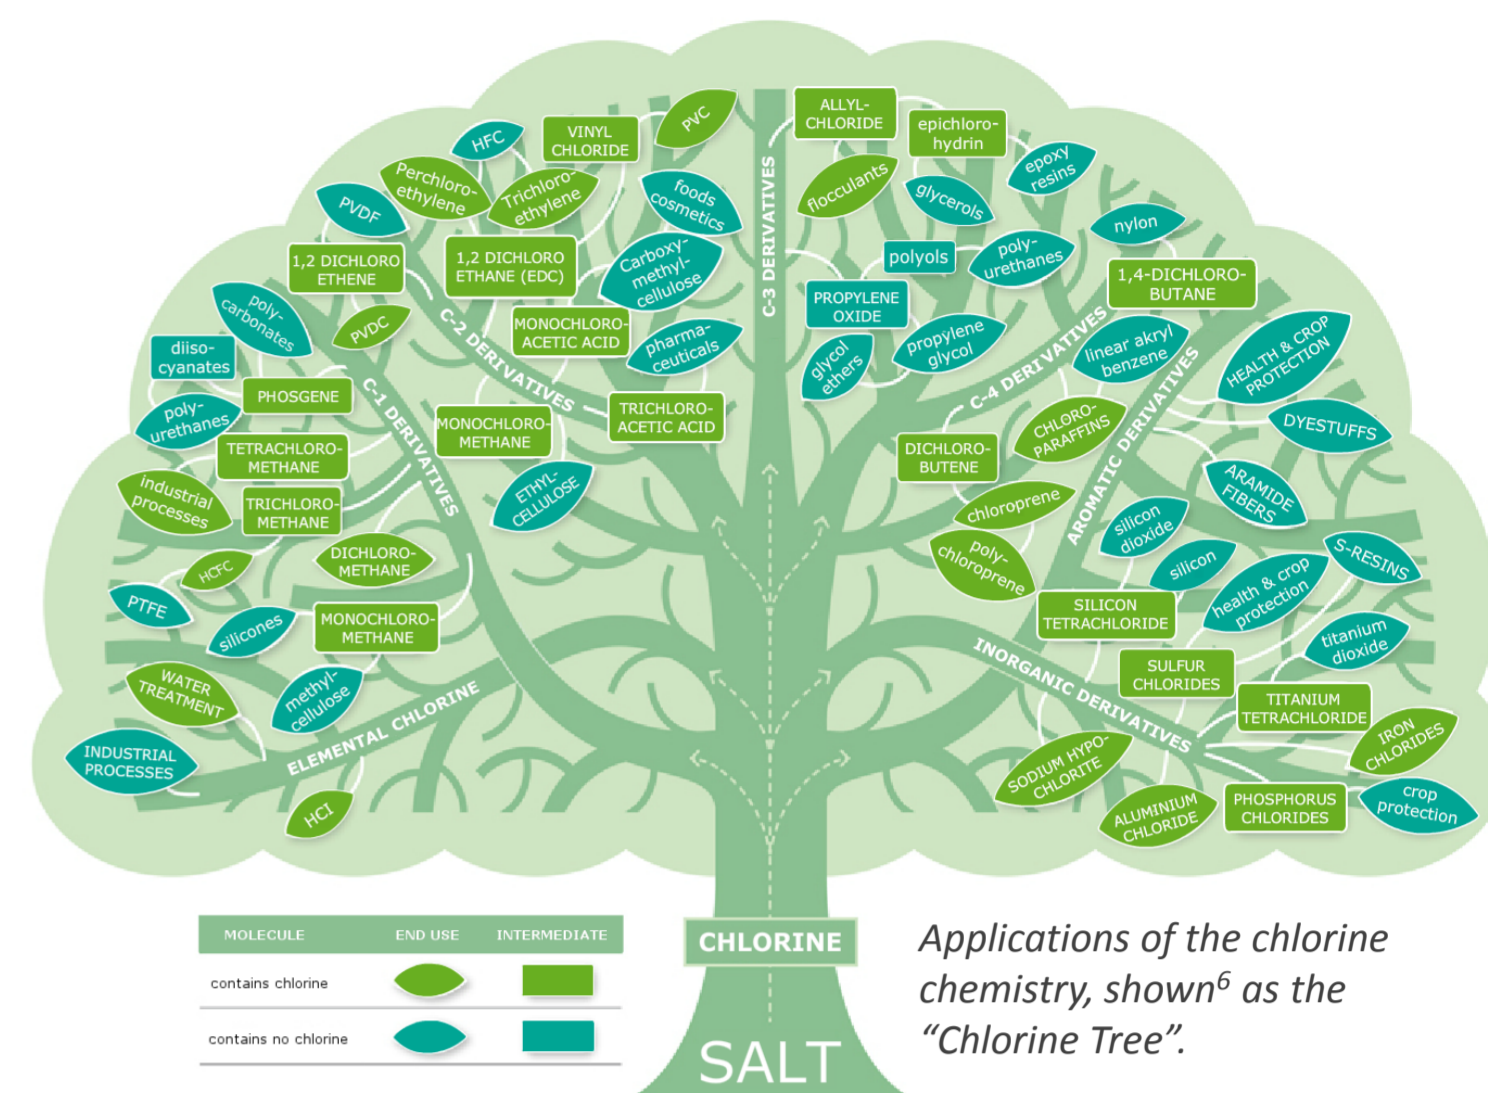 ALLYL-
CHLORIDE
epichloro-
hydrin
epoxy
resins
flocculants
glycerols
PVC
VINYL
CHLORIDE
HFC
Perchloro-
ethylene
Trichloro-
ethylene
foods
cosmetics
PVDF
1,2 DICHLORO
ETHENE
1,2 DICHLORO
ETHANE (EDC)
Carboxy-
methyl-
cellulose
PVDC
MONOCHLORO-
ACETIC ACID
pharma-
ceuticals
C-2 DERIVATIVES
TRICHLORO-
ACETIC ACID
MONOCHLORO-
METHANE
ETHYL-
CELLULOSE
C-3 DERIVATIVES
polyols
poly-
urethanes
nylon
1,4-DICHLORO-
BUTANE
PROPYLENE
OXIDE
propylene
glycol
glycol
ethers
C-4 DERIVATIVES
linear akryl
benzene
HEALTH & CROP
PROTECTION
DYESTUFFS
CHLORO-
PARAFFINS
AROMATIC DERIVATIVES
DICHLORO-
BUTENE
ARAMIDE
FIBERS
chloroprene
poly-
chloroprene
poly-
carbonates
diiso-
cyanates
PHOSGENE
poly-
urethanes
C-1 DERIVATIVES
TETRACHLORO-
METHANE
industrial
processes
TRICHLORO-
METHANE
HCFC
DICHLORO-
METHANE
PTFE
silicones
MONOCHLORO-
METHANE
methyl-
cellulose
WATER
TREATMENT
INDUSTRIAL
PROCESSES
ELEMENTAL CHLORINE
HCI
silicon
dioxide
silicon
S-RESINS
health & crop
protection
SILICON
TETRACHLORIDE
titanium
dioxide
INORGANIC DERIVATIVES
SULFUR
CHLORIDES
TITANIUM
TETRACHLORIDE
IRON
CHLORIDES
SODIUM HYPO-
CHLORITE
ALUMINIUM
CHLORIDE
PHOSPHORUS
CHLORIDES
crop
protection
MOLECULE END USE INTERMEDIATE
contains chlorine
contains no chlorine
CHLORINE
SALT
Applications of the chlorine
chemistry, shown⁶ as the
“Chlorine Tree”.